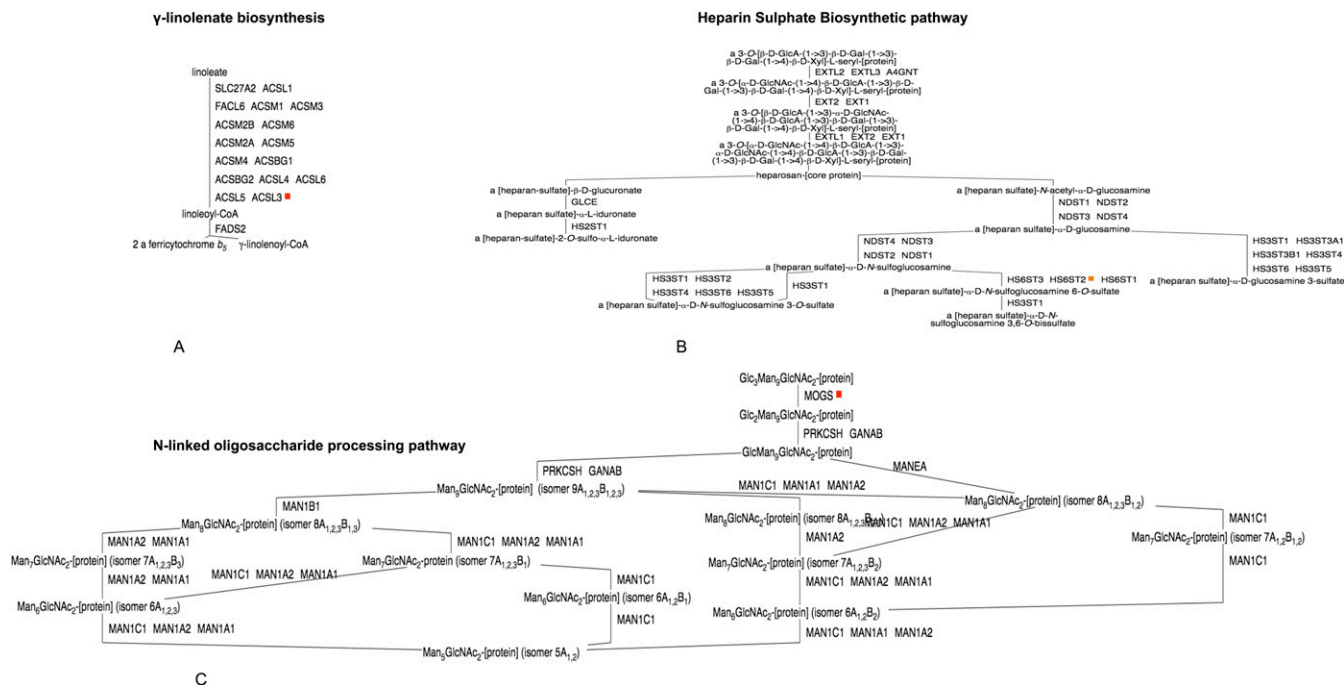 γ-linolenate biosynthesis
linoleate
SLC27A2 ACSL1
FACL6 ACSM1 ACSM3
ACSM2B ACSM6
ACSM2A ACSM5
ACSM4 ACSBG1
ACSBG2 ACSL4 ACSL6
ACSL5 ACSL3
linoleoyl-CoA
FADS2
2 a ferricytochrome b5 γ-linolenoyl-CoA
A
Heparin Sulphate Biosynthetic pathway
a 3-O-[β-D-GlcA-(1->3)-β-D-Gal-(1->3)-
β-D-Gal-(1->4)-β-D-Xyl]-L-seryl-[protein]
EXTL2 EXTL3 A4GNT
a 3-O-[α-D-GlcNAc-(1->4)-β-D-GlcA-(1->3)-β-D-
Gal-(1->3)-β-D-Gal-(1->4)-β-D-Xyl]-L-seryl-[protein]
EXT2 EXT1
a 3-O-[β-D-GlcA-(1->3)-α-D-GlcNAc-
(1->4)-β-D-GlcA-(1->3)-β-D-Gal-(1->3)-
β-D-Gal-(1->4)-β-D-Xyl]-L-seryl-[protein]
EXTL1 EXT2 EXT1
a 3-O-[α-D-GlcNAc-(1->4)-β-D-GlcA-(1->3)-
α-D-GlcNAc-(1->4)-β-D-GlcA-(1->3)-β-D-Gal-
(1->3)-β-D-Gal-(1->4)-β-D-Xyl]-L-seryl-[protein]
heparosan-[core protein]
a [heparan-sulfate]-β-D-glucuronate
GLCE
a [heparan sulfate]-α-L-iduronate
HS2ST1
a [heparan-sulfate]-2-O-sulfo-α-L-iduronate
a [heparan sulfate]-N-acetyl-α-D-glucosamine
NDST1 NDST2
NDST3 NDST4
a [heparan sulfate]-α-D-glucosamine
NDST4 NDST3
NDST2 NDST1
a [heparan sulfate]-α-D-N-sulfoglucosamine
HS3ST1 HS3ST3A1
HS3ST3B1 HS3ST4
HS3ST6 HS3ST5
a [heparan sulfate]-α-D-glucosamine 3-sulfate
HS3ST1 HS3ST2
HS3ST4 HS3ST6 HS3ST5
HS3ST1
a [heparan sulfate]-α-D-N-sulfoglucosamine 3-O-sulfate
HS6ST3 HS6ST2 HS6ST1
a [heparan sulfate]-α-D-N-sulfoglucosamine 6-O-sulfate
HS3ST1
a [heparan sulfate]-α-D-N-
sulfoglucosamine 3,6-O-bissulfate
B
N-linked oligosaccharide processing pathway
Glc3Man9GlcNAc2-[protein]
MOGS
Glc2Man9GlcNAc2-[protein]
PRKCSH GANAB
GlcMan9GlcNAc2-[protein]
PRKCSH GANAB
MANEA
MAN1C1 MAN1A1 MAN1A2
Man9GlcNAc2-[protein] (isomer 9A1,2,3B1,2,3)
Man8GlcNAc2-[protein] (isomer 8A1,2,3B1,2)
MAN1B1
Man8GlcNAc2-[protein] (isomer 8A1,2,3B1,3)
Man8GlcNAc2-[protein] (isomer 8A1,2,3
MAN1C1 MAN1A2 MAN1A1
MAN1C1
MAN1A2 MAN1A1
MAN1C1 MAN1A2 MAN1A1
MAN1A2
Man7GlcNAc2-[protein] (isomer 7A1,2B1,2)
Man7GlcNAc2-[protein] (isomer 7A1,2,3B3)
Man7GlcNAc2-protein (isomer 7A1,2,3B1)
Man7GlcNAc2-[protein] (isomer 7A1,2,3B2)
MAN1C1
MAN1A2 MAN1A1
MAN1C1 MAN1A2 MAN1A1
MAN1C1
MAN1C1 MAN1A2 MAN1A1
Man6GlcNAc2-[protein] (isomer 6A1,2,3)
Man6GlcNAc2-[protein] (isomer 6A1,2B1)
Man6GlcNAc2-[protein] (isomer 6A1,2B2)
MAN1C1 MAN1A2 MAN1A1
MAN1C1
MAN1C1 MAN1A1 MAN1A2
Man5GlcNAc2-[protein] (isomer 5A1,2)
C